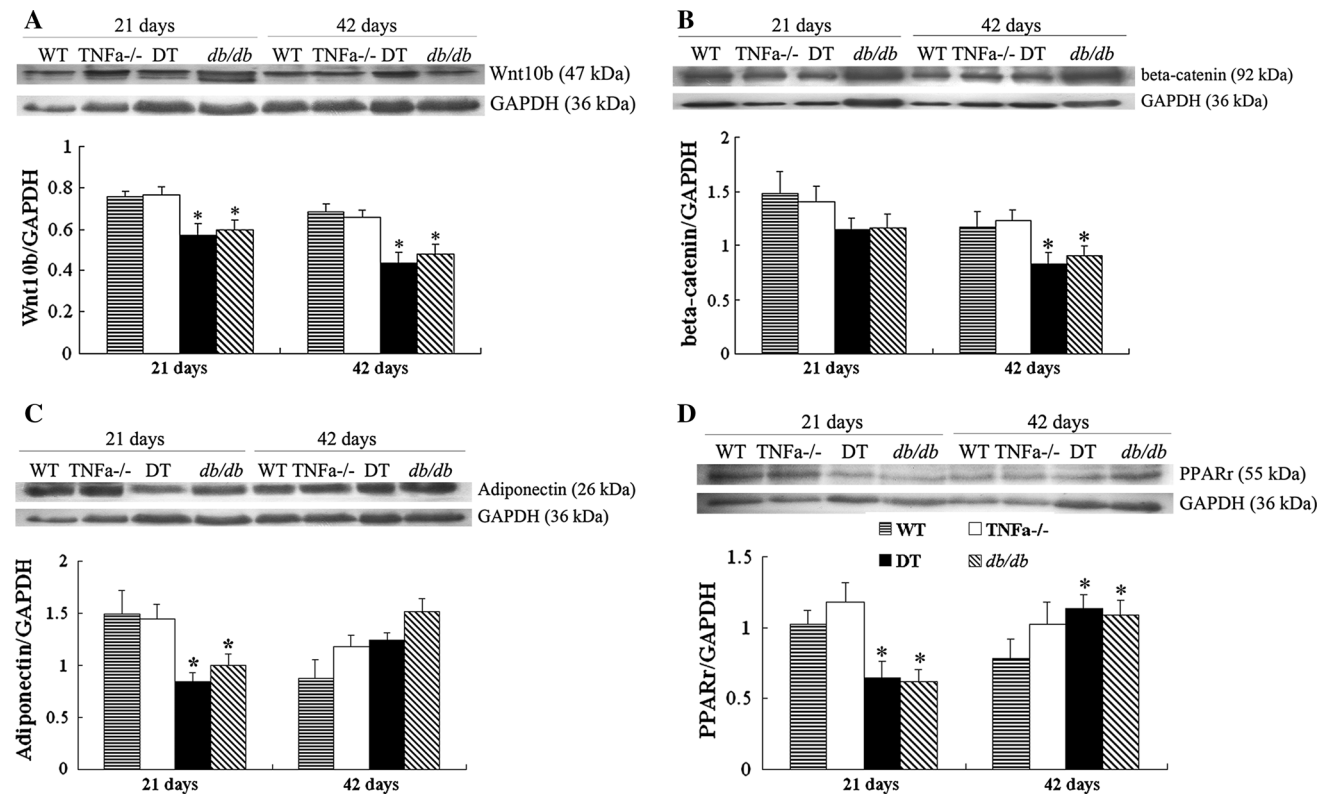 A
21 days 42 days
WT TNFa-/- DT db/db WT TNFa-/- DT db/db
Wnt10b (47 kDa)
GAPDH (36 kDa)
Wnt10b/GAPDH
1
0.8
0.6
0.4
0.2
0
* * * *
21 days 42 days
B
21 days 42 days
WT TNFa-/- DT db/db WT TNFa-/- DT db/db
beta-catenin (92 kDa)
GAPDH (36 kDa)
beta-catenin/GAPDH
2
1.5
1
0.5
0
* *
21 days 42 days
C
21 days 42 days
WT TNFa-/- DT db/db WT TNFa-/- DT db/db
Adiponectin (26 kDa)
GAPDH (36 kDa)
Adiponectin/GAPDH
2
1.5
1
0.5
0
* *
21 days 42 days
D
21 days 42 days
WT TNFa-/- DT db/db WT TNFa-/- DT db/db
PPARr (55 kDa)
GAPDH (36 kDa)
WT TNFa-/-
DT db/db
PPARr/GAPDH
1.5
1
0.5
0
* * * *
21 days 42 days